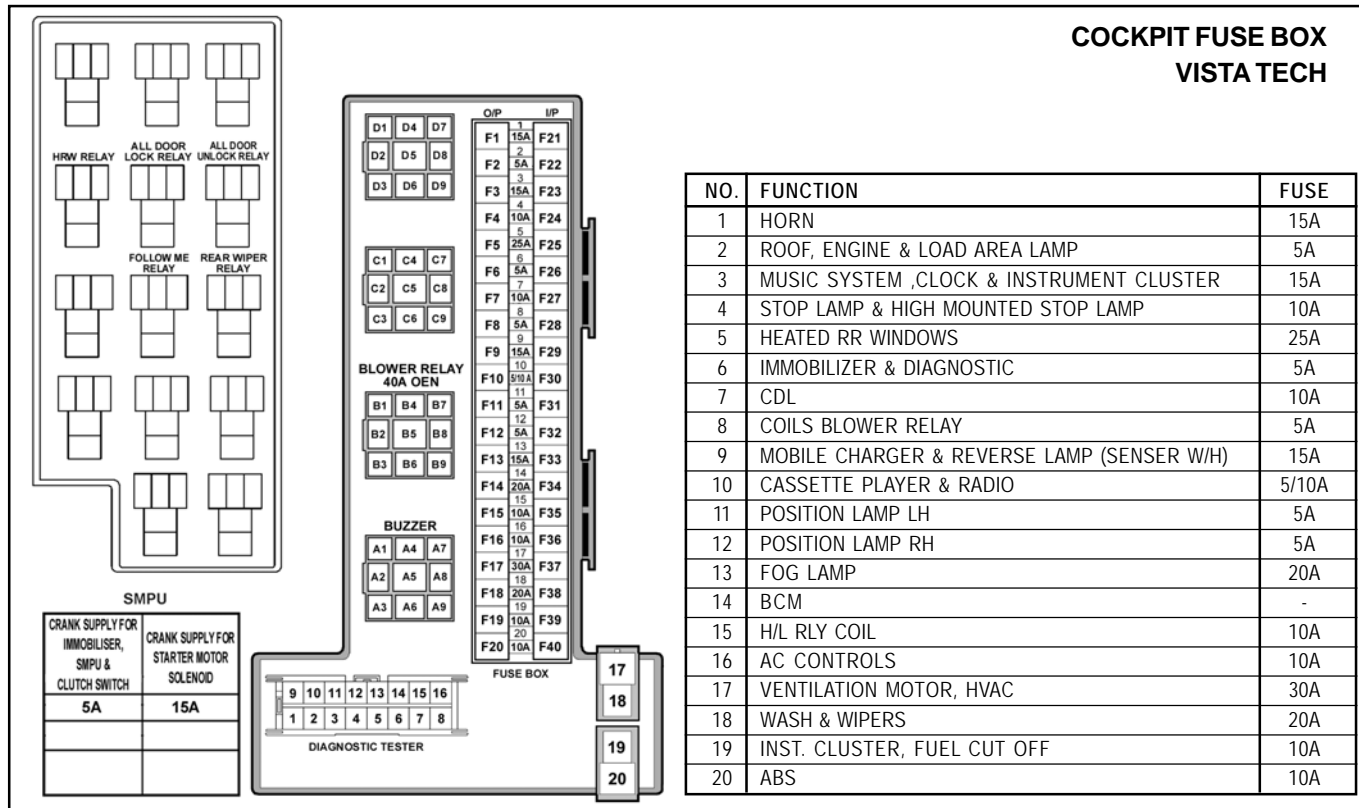 COCKPIT FUSE BOX
VISTA TECH
HRW RELAY
ALL DOOR
LOCK RELAY
ALL DOOR
UNLOCK RELAY
FOLLOW ME
RELAY
REAR WIPER
RELAY
SMPU
CRANK SUPPLY FOR
IMMOBILISER,
SMPU &
CLUTCH SWITCH
CRANK SUPPLY FOR
STARTER MOTOR
SOLENOID
5A 15A
D1 D4 D7
D2 D5 D8
D3 D6 D9
C1 C4 C7
C2 C5 C8
C3 C6 C9
BLOWER RELAY
40A OEN
B1 B4 B7
B2 B5 B8
B3 B6 B9
BUZZER
A1 A4 A7
A2 A5 A8
A3 A6 A9
O/P I/P
1
F1 15A F21
2
F2 5A F22
3
F3 15A F23
4
F4 10A F24
5
F5 25A F25
6
F6 5A F26
7
F7 10A F27
8
F8 5A F28
9
F9 15A F29
10
F10 5/10 A F30
11
F11 5A F31
12
F12 5A F32
13
F13 15A F33
14
F14 20A F34
15
F15 10A F35
16
F16 10A F36
17
F17 30A F37
18
F18 20A F38
19
F19 10A F39
20
F20 10A F40
FUSE BOX
17
18
19
20
9 10 11 12 13 14 15 16
1 2 3 4 5 6 7 8
DIAGNOSTIC TESTER
NO. FUNCTION FUSE
1 HORN 15A
2 ROOF, ENGINE & LOAD AREA LAMP 5A
3 MUSIC SYSTEM ,CLOCK & INSTRUMENT CLUSTER 15A
4 STOP LAMP & HIGH MOUNTED STOP LAMP 10A
5 HEATED RR WINDOWS 25A
6 IMMOBILIZER & DIAGNOSTIC 5A
7 CDL 10A
8 COILS BLOWER RELAY 5A
9 MOBILE CHARGER & REVERSE LAMP (SENSER W/H) 15A
10 CASSETTE PLAYER & RADIO 5/10A
11 POSITION LAMP LH 5A
12 POSITION LAMP RH 5A
13 FOG LAMP 20A
14 BCM -
15 H/L RLY COIL 10A
16 AC CONTROLS 10A
17 VENTILATION MOTOR, HVAC 30A
18 WASH & WIPERS 20A
19 INST. CLUSTER, FUEL CUT OFF 10A
20 ABS 10A